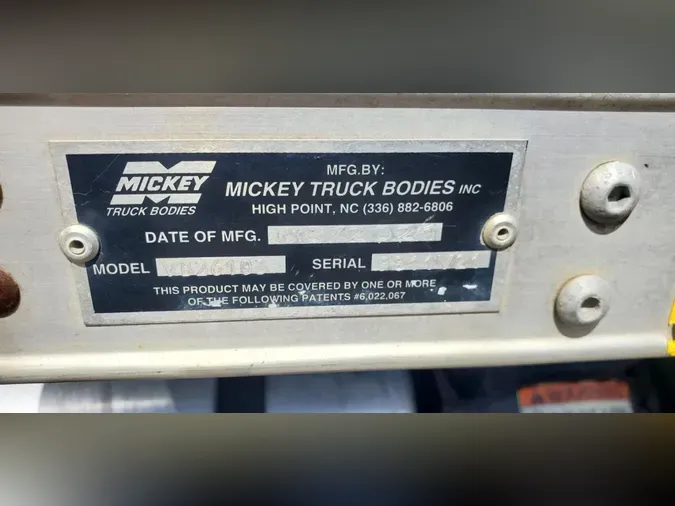 MICKEY
TRUCK BODIES
MFG.BY:
MICKEY TRUCK BODIES INC
HIGH POINT, NC (336) 882-6806
DATE OF MFG.
MODEL SERIAL
THIS PRODUCT MAY BE COVERED BY ONE OR MORE
OF THE FOLLOWING PATENTS #6,022,067